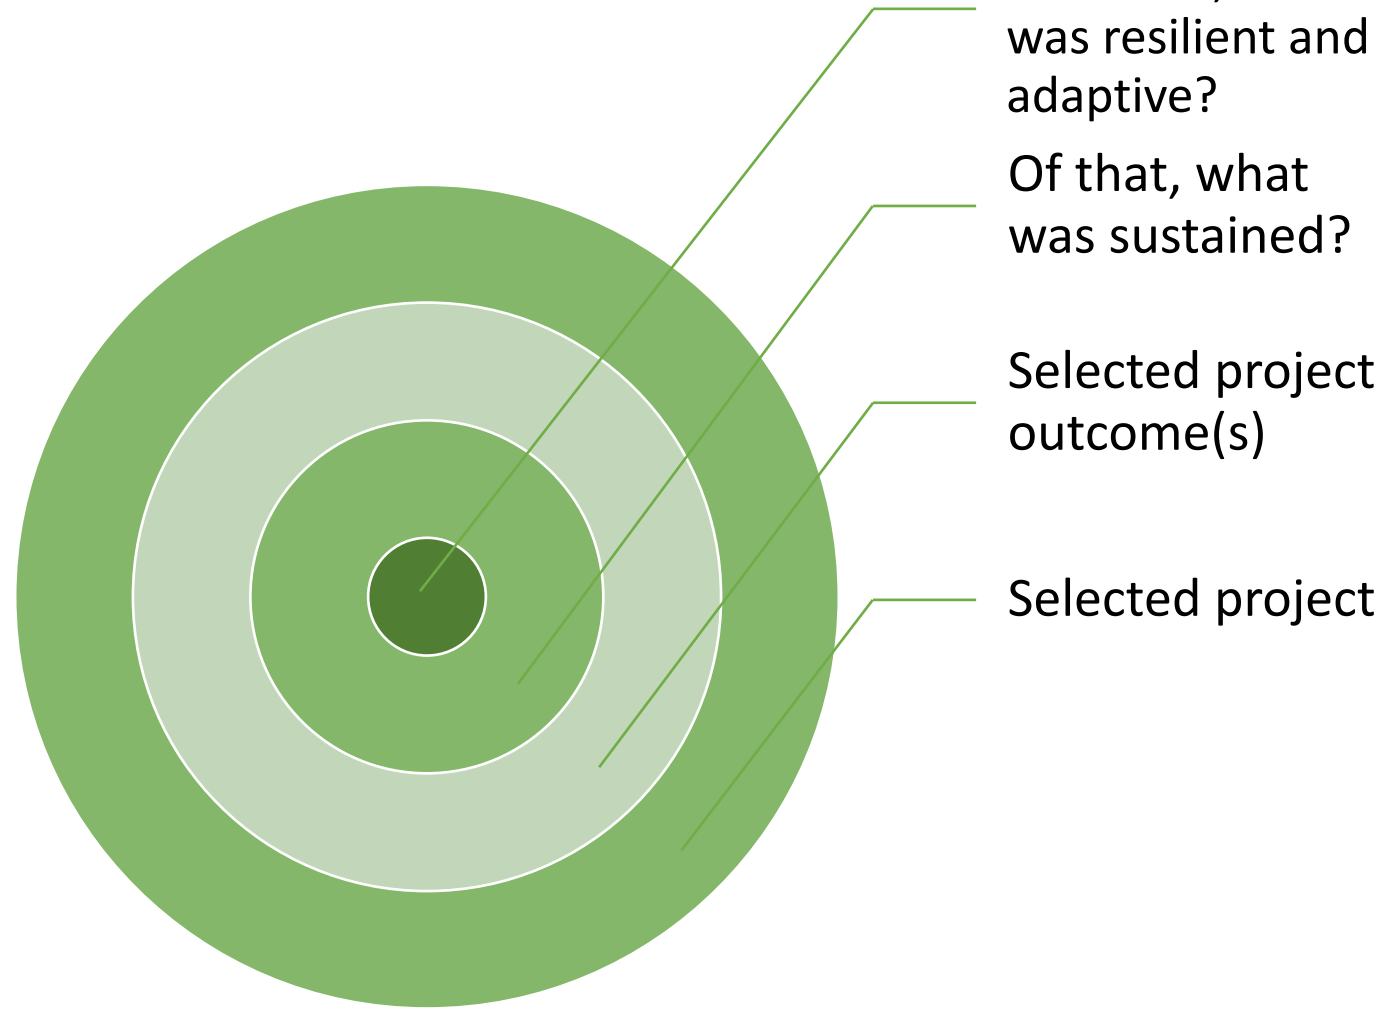 was resilient and
adaptive?
Of that, what
was sustained?
Selected project
outcome(s)
Selected project